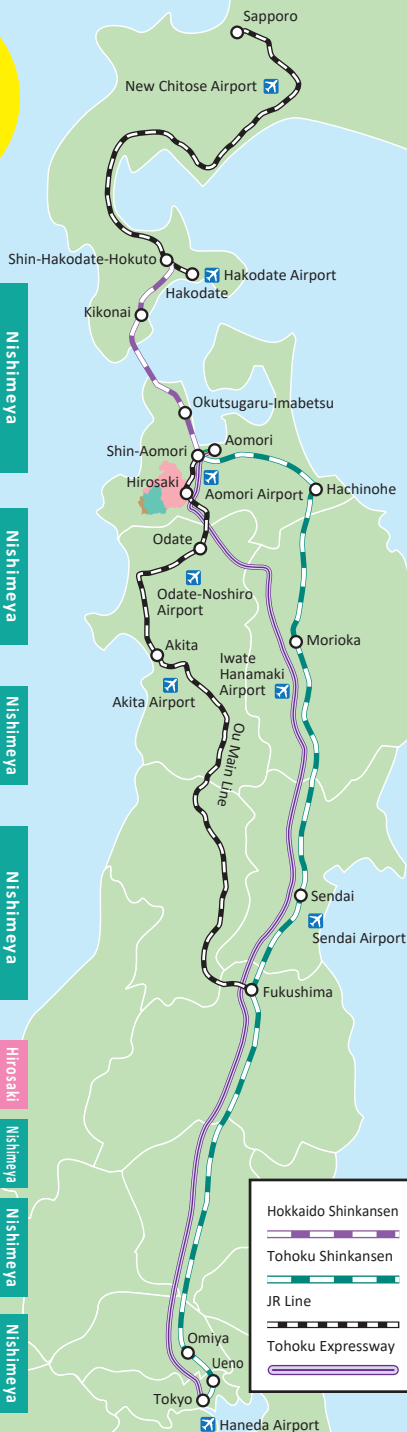 Sapporo
New Chitose Airport
Shin-Hakodate-Hokuto
Hakodate Airport
Hakodate
Kikonai
Nishimeya
Okutsugaru-Imabetsu
Aomori
Shin-Aomori
Hirosaki
Aomori Airport
Hachinohe
Nishimeya
Odate
Odate-Noshiro
Airport
Morioka
Akita
Iwate
Hanamaki
Airport
Akita Airport
Nishimeya
Ou Main Line
Nishimeya
Sendai
Sendai Airport
Fukushima
Hirosaki
Nishimeya
Nishimeya
Nishimeya
Hokkaido Shinkansen
Tohoku Shinkansen
JR Line
Tohoku Expressway
Omiya
Ueno
Tokyo
Haneda Airport